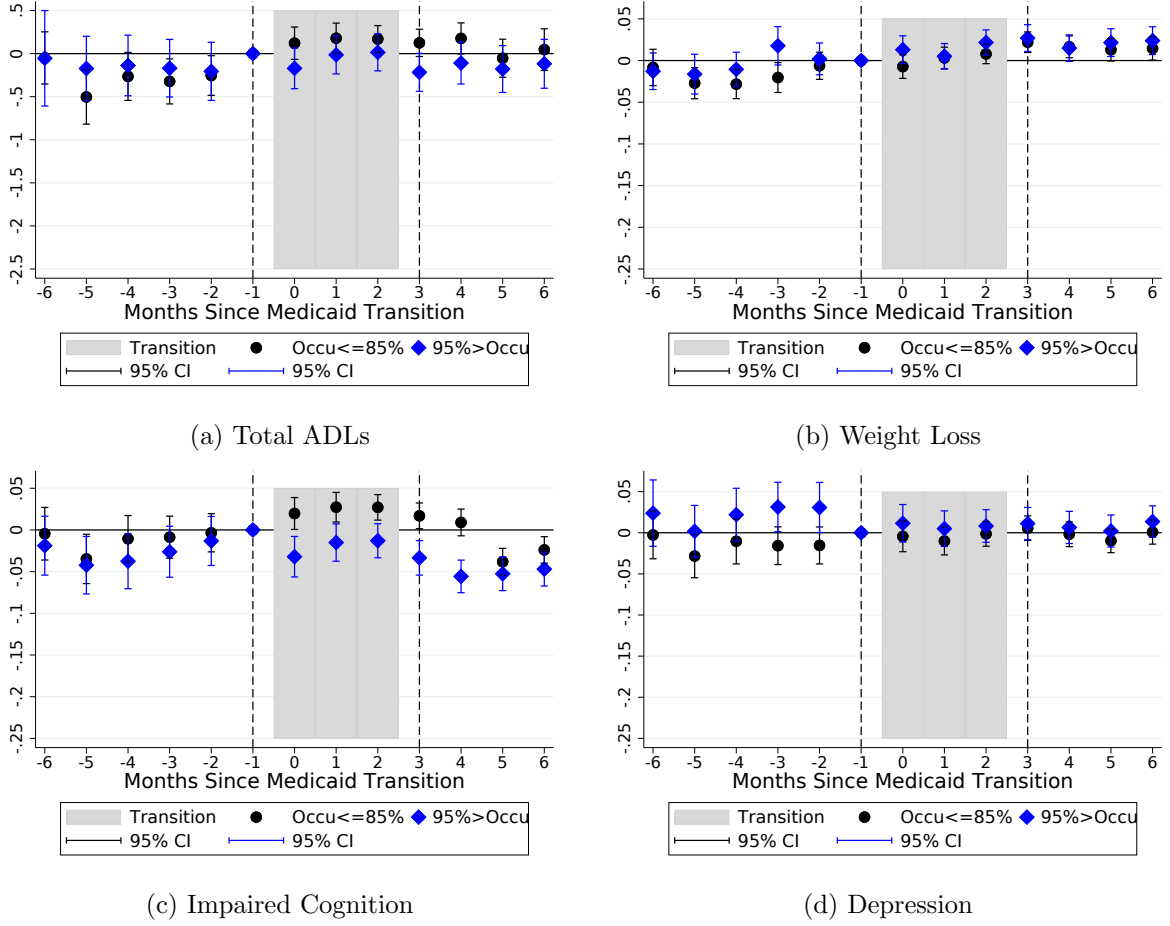 .5
0
-.5
-1
-1.5
-2
-2.5
-6 -5 -4 -3 -2 -1 0 1 2 3 4 5 6
Months Since Medicaid Transition
Transition Occu<=85% 95%>Occu
95% CI 95% CI
(a) Total ADLs
.05
0
-.05
-.1
-.15
-.2
-.25
-6 -5 -4 -3 -2 -1 0 1 2 3 4 5 6
Months Since Medicaid Transition
Transition Occu<=85% 95%>Occu
95% CI 95% CI
(b) Weight Loss
.05
0
-.05
-.1
-.15
-.2
-.25
-6 -5 -4 -3 -2 -1 0 1 2 3 4 5 6
Months Since Medicaid Transition
Transition Occu<=85% 95%>Occu
95% CI 95% CI
(c) Impaired Cognition
.05
0
-.05
-.1
-.15
-.2
-.25
-6 -5 -4 -3 -2 -1 0 1 2 3 4 5 6
Months Since Medicaid Transition
Transition Occu<=85% 95%>Occu
95% CI 95% CI
(d) Depression